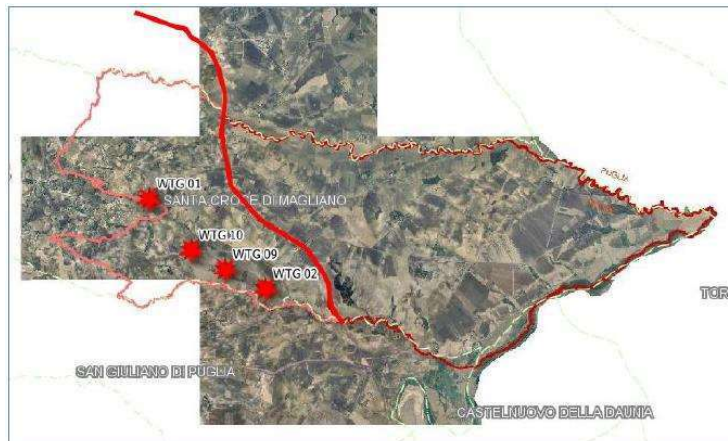 PUGLIA
WTG 01
SANTA CROCE DI MAGLIANO
WTG 10
WTG 09
WTG 02
TOR
SAN GIULIANO DI PUGLIA
CASTELNUOVO DELLA DAUNIA